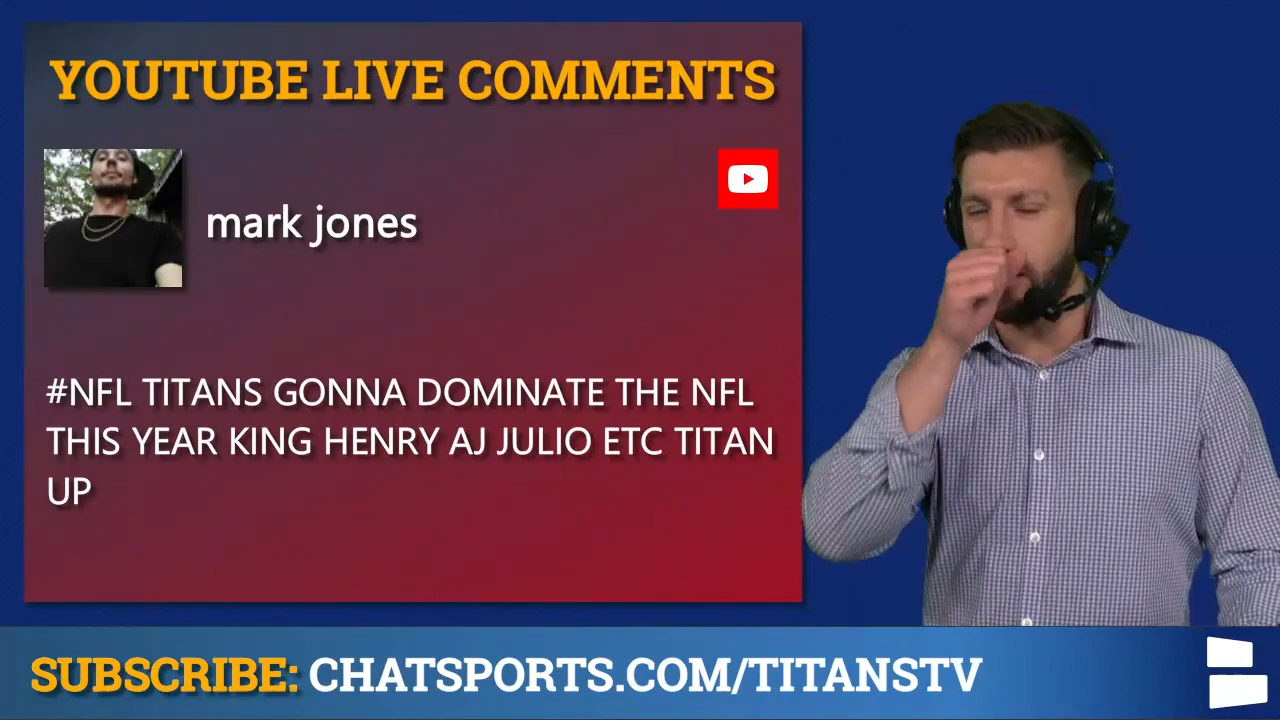 YOUTUBE LIVE COMMENTS
mark jones
#NFL TITANS GONNA DOMINATE THE NFL
THIS YEAR KING HENRY AJ JULIO ETC TITAN
UP
SUBSCRIBE: CHATSPORTS.COM/TITANSTV